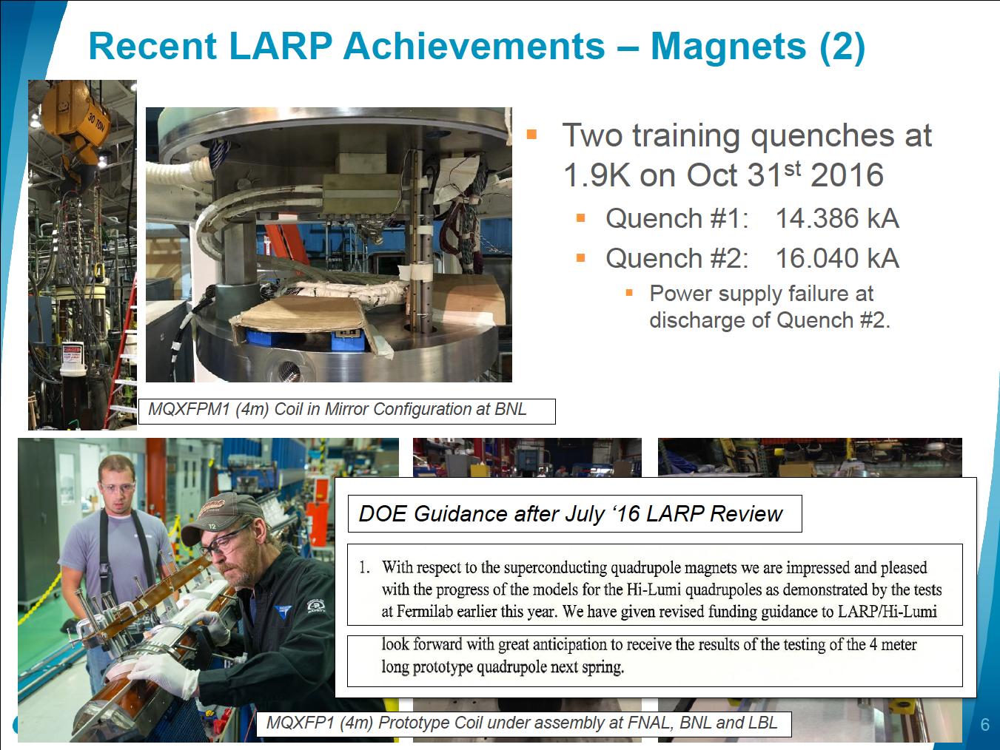 Recent LARP Achievements – Magnets (2)
30 TON
DANGER
▪ Two training quenches at
1.9K on Oct 31st 2016
▪ Quench #1: 14.386 kA
▪ Quench #2: 16.040 kA
▪ Power supply failure at
discharge of Quench #2.
MQXFPM1 (4m) Coil in Mirror Configuration at BNL
12
DOE Guidance after July ‘16 LARP Review
1. With respect to the superconducting quadrupole magnets we are impressed and pleased
with the progress of the models for the Hi-Lumi quadrupoles as demonstrated by the tests
at Fermilab earlier this year. We have given revised funding guidance to LARP/Hi-Lumi
look forward with great anticipation to receive the results of the testing of the 4 meter
long prototype quadrupole next spring.
MQXFP1 (4m) Prototype Coil under assembly at FNAL, BNL and LBL
6